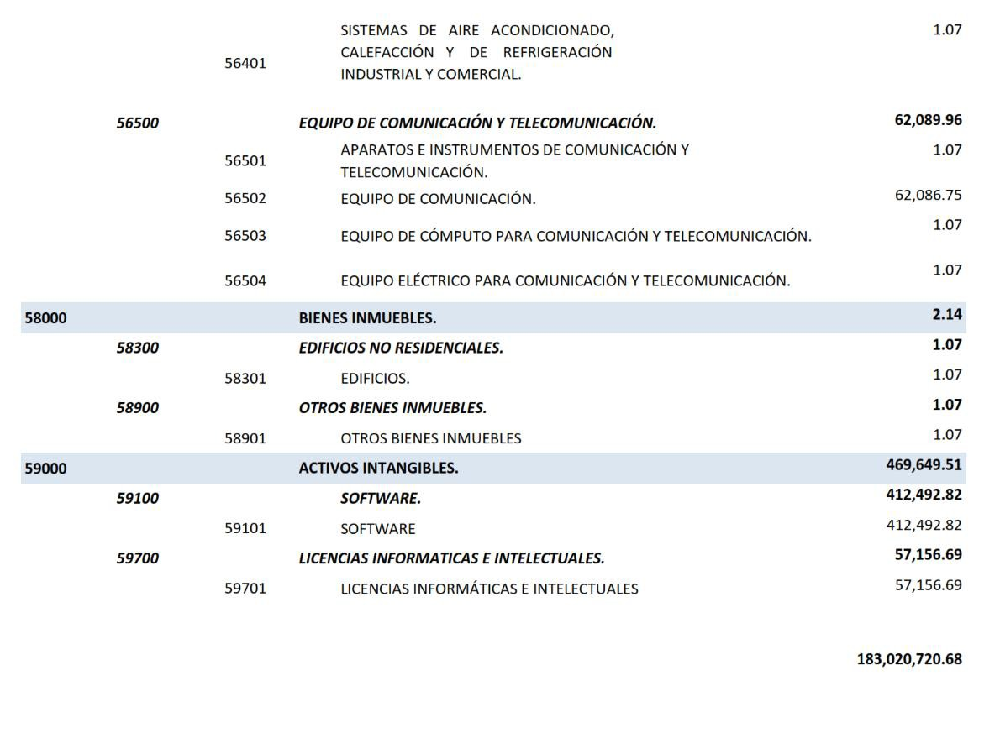 SISTEMAS DE AIRE ACONDICIONADO, 1.07
CALEFACCIÓN Y DE REFRIGERACIÓN
56401
INDUSTRIAL Y COMERCIAL.
56500 EQUIPO DE COMUNICACIÓN Y TELECOMUNICACIÓN. 62,089.96
APARATOS E INSTRUMENTOS DE COMUNICACIÓN Y 1.07
56501
TELECOMUNICACIÓN.
56502 EQUIPO DE COMUNICACIÓN. 62,086.75
56503 EQUIPO DE CÓMPUTO PARA COMUNICACIÓN Y TELECOMUNICACIÓN. 1.07
56504 EQUIPO ELÉCTRICO PARA COMUNICACIÓN Y TELECOMUNICACIÓN. 1.07
58000 BIENES INMUEBLES. 2.14
58300 EDIFICIOS NO RESIDENCIALES. 1.07
58301 EDIFICIOS. 1.07
58900 OTROS BIENES INMUEBLES. 1.07
58901 OTROS BIENES INMUEBLES 1.07
59000 ACTIVOS INTANGIBLES. 469,649.51
59100 SOFTWARE. 412,492.82
59101 SOFTWARE 412,492.82
59700 LICENCIAS INFORMATICAS E INTELECTUALES. 57,156.69
59701 LICENCIAS INFORMÁTICAS E INTELECTUALES 57,156.69
183,020,720.68